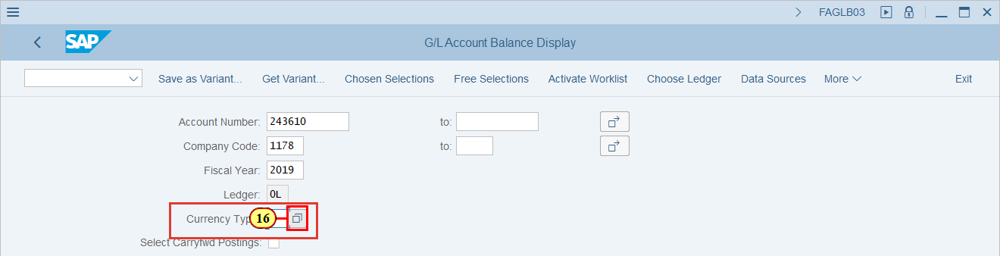 FAGLB03
SAP
G/L Account Balance Display
Save as Variant... Get Variant... Chosen Selections Free Selections Activate Worklist Choose Ledger Data Sources More Exit
Account Number: 243610 to:
Company Code: 1178 to:
Fiscal Year: 2019
Ledger: 0L
Currency Typ 16
Select Carryfwd Postings: